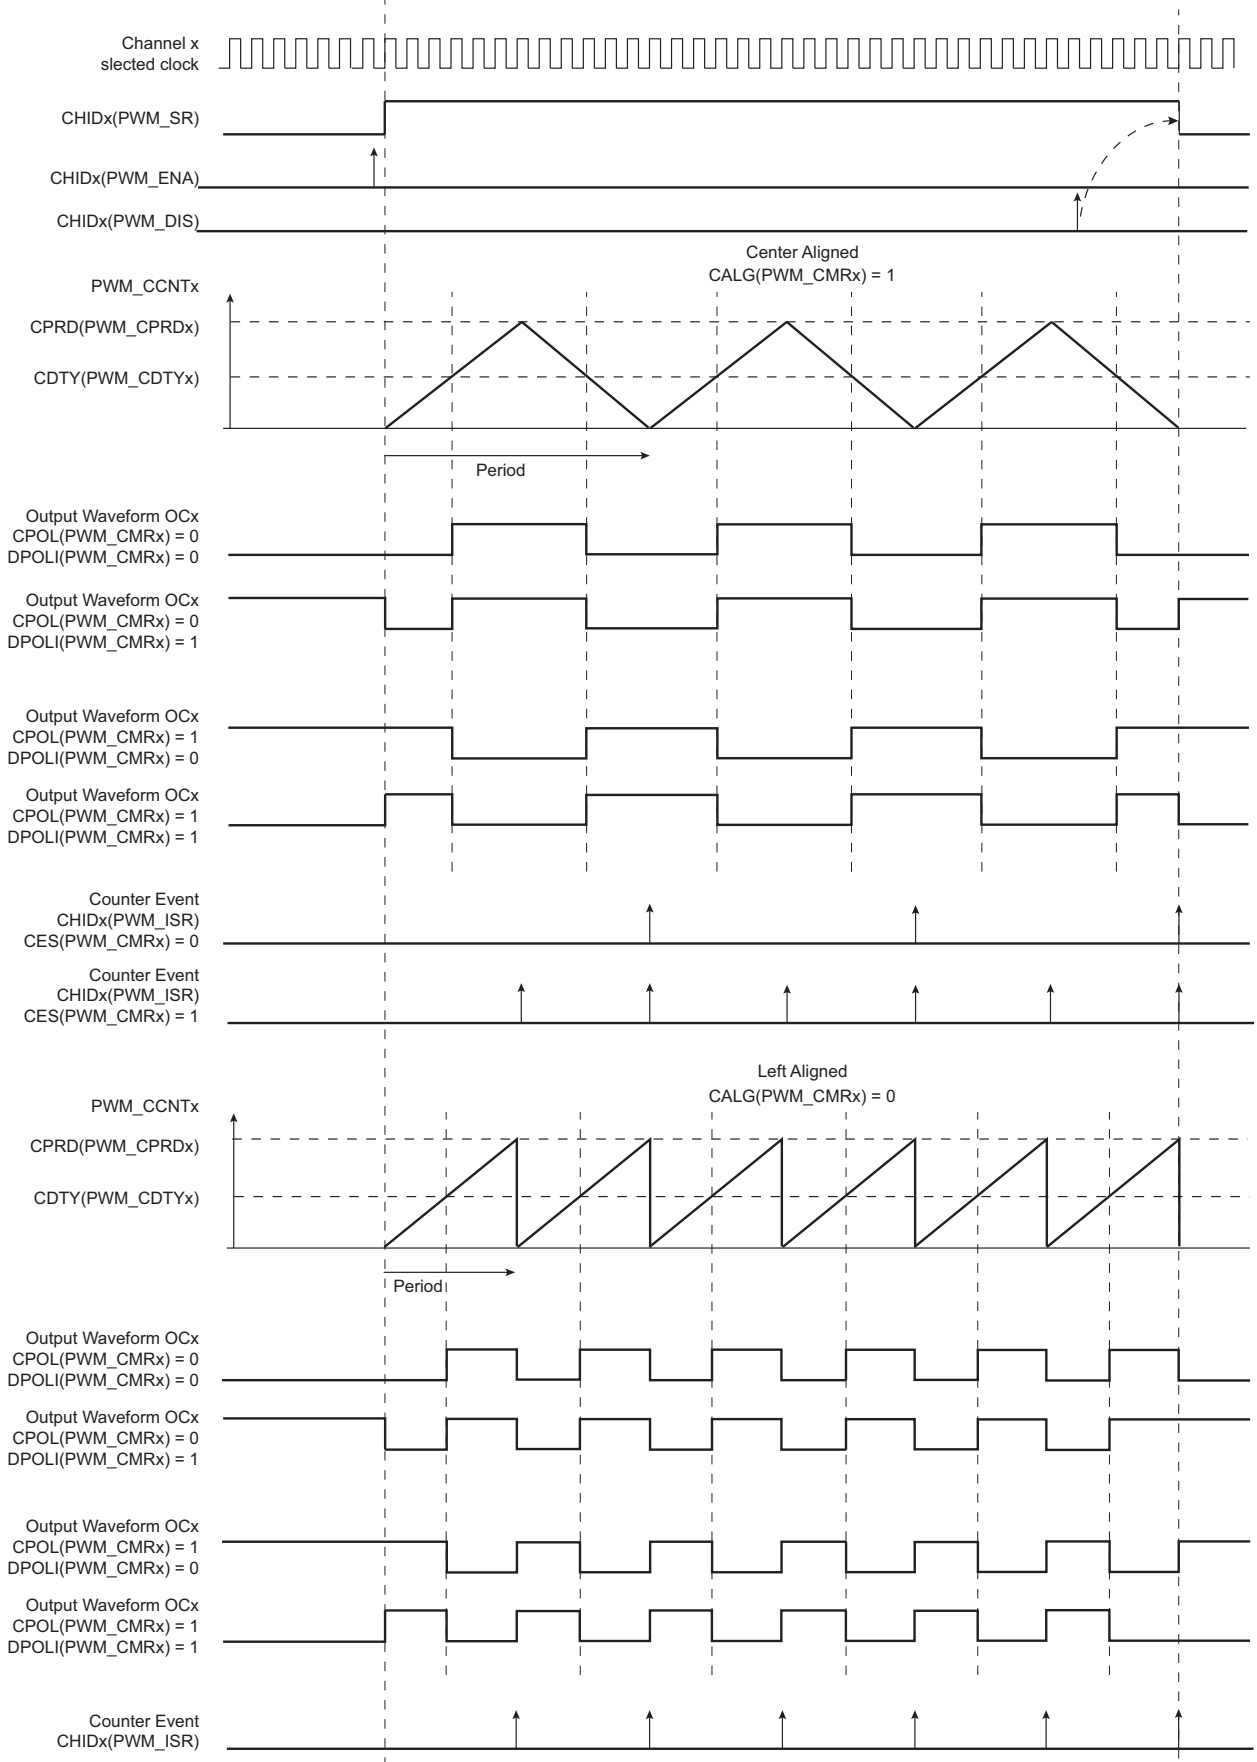 Channel x
slected clock
CHIDx(PWM_SR)
CHIDx(PWM_ENA)
CHIDx(PWM_DIS)
Center Aligned
CALG(PWM_CMRx) = 1
PWM_CCNTx
CPRD(PWM_CPRDx)
CDTY(PWM_CDTYx)
Period
Output Waveform OCx
CPOL(PWM_CMRx) = 0
DPOLI(PWM_CMRx) = 0
Output Waveform OCx
CPOL(PWM_CMRx) = 0
DPOLI(PWM_CMRx) = 1
Output Waveform OCx
CPOL(PWM_CMRx) = 1
DPOLI(PWM_CMRx) = 0
Output Waveform OCx
CPOL(PWM_CMRx) = 1
DPOLI(PWM_CMRx) = 1
Counter Event
CHIDx(PWM_ISR)
CES(PWM_CMRx) = 0
Counter Event
CHIDx(PWM_ISR)
CES(PWM_CMRx) = 1
Left Aligned
CALG(PWM_CMRx) = 0
PWM_CCNTx
CPRD(PWM_CPRDx)
CDTY(PWM_CDTYx)
Period
Output Waveform OCx
CPOL(PWM_CMRx) = 0
DPOLI(PWM_CMRx) = 0
Output Waveform OCx
CPOL(PWM_CMRx) = 0
DPOLI(PWM_CMRx) = 1
Output Waveform OCx
CPOL(PWM_CMRx) = 1
DPOLI(PWM_CMRx) = 0
Output Waveform OCx
CPOL(PWM_CMRx) = 1
DPOLI(PWM_CMRx) = 1
Counter Event
CHIDx(PWM_ISR)